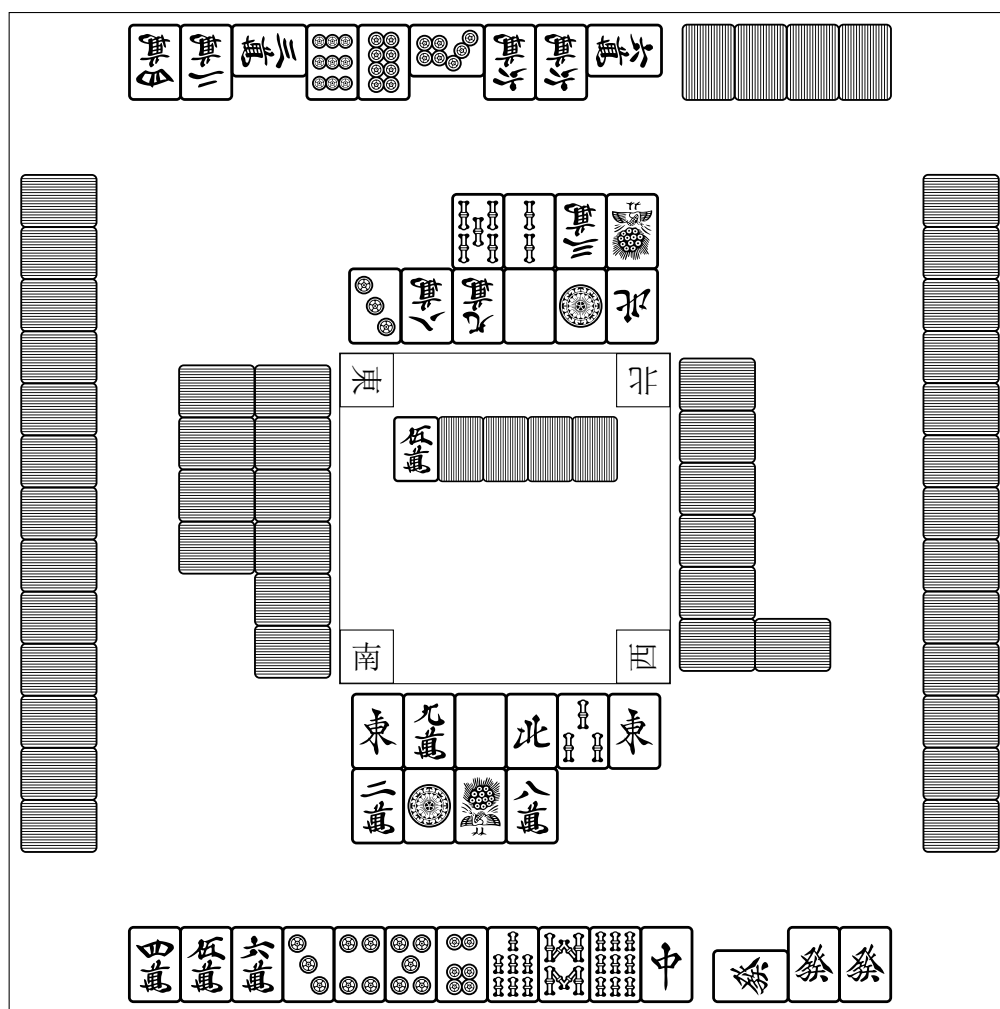 四萬 二萬 三萬 六萬 六萬 六萬
三萬
八萬 九萬 北
東 北
伍萬
南 西
東 九萬 北 東
二萬 八萬
四萬 伍萬 六萬 中 發 發 發